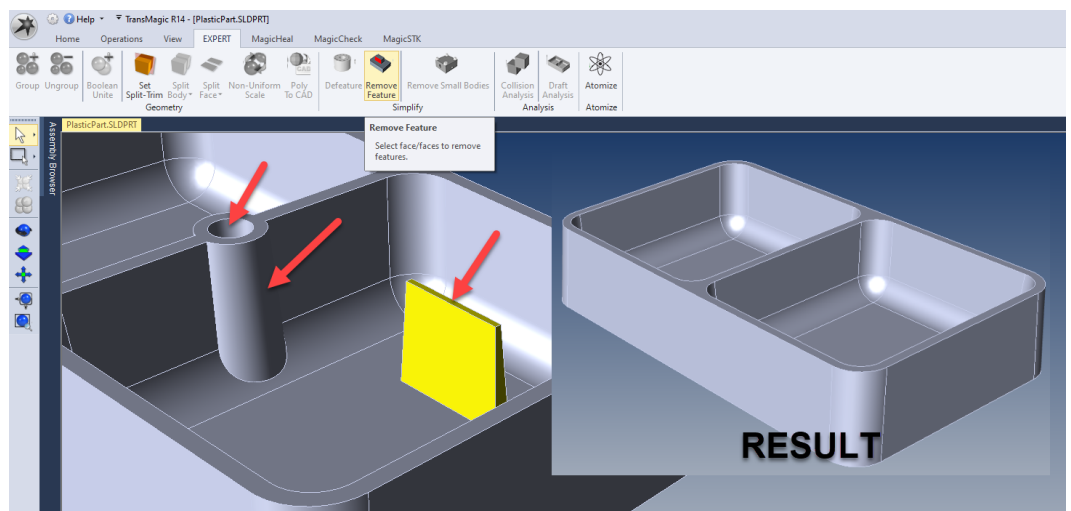 Help TransMagic R14 - [PlasticPart.SLDPRT]
Home Operations View EXPERT MagicHeal MagicCheck MagicSTK
Group Ungroup Boolean Unite Set Split-Trim Split Body Split Face Non-Uniform Scale Poly To CAD Defeature Remove Feature Remove Small Bodies Collision Analysis Draft Analysis Atomize
Geometry Simplify Analysis Atomize
PlasticPart.SLDPRT
Assembly Browser
Remove Feature
Select face/faces to remove
features.
RESULT